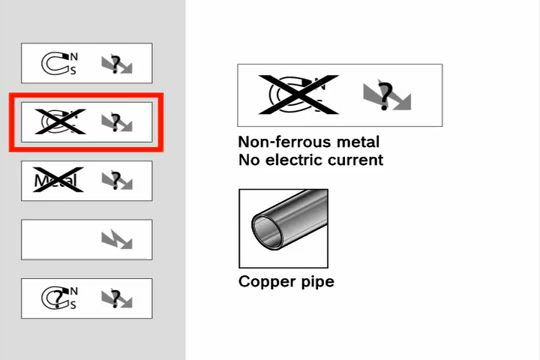 N
S
?
?
Metal
?
N
?
S
?
?
Non-ferrous metal
No electric current
Copper pipe